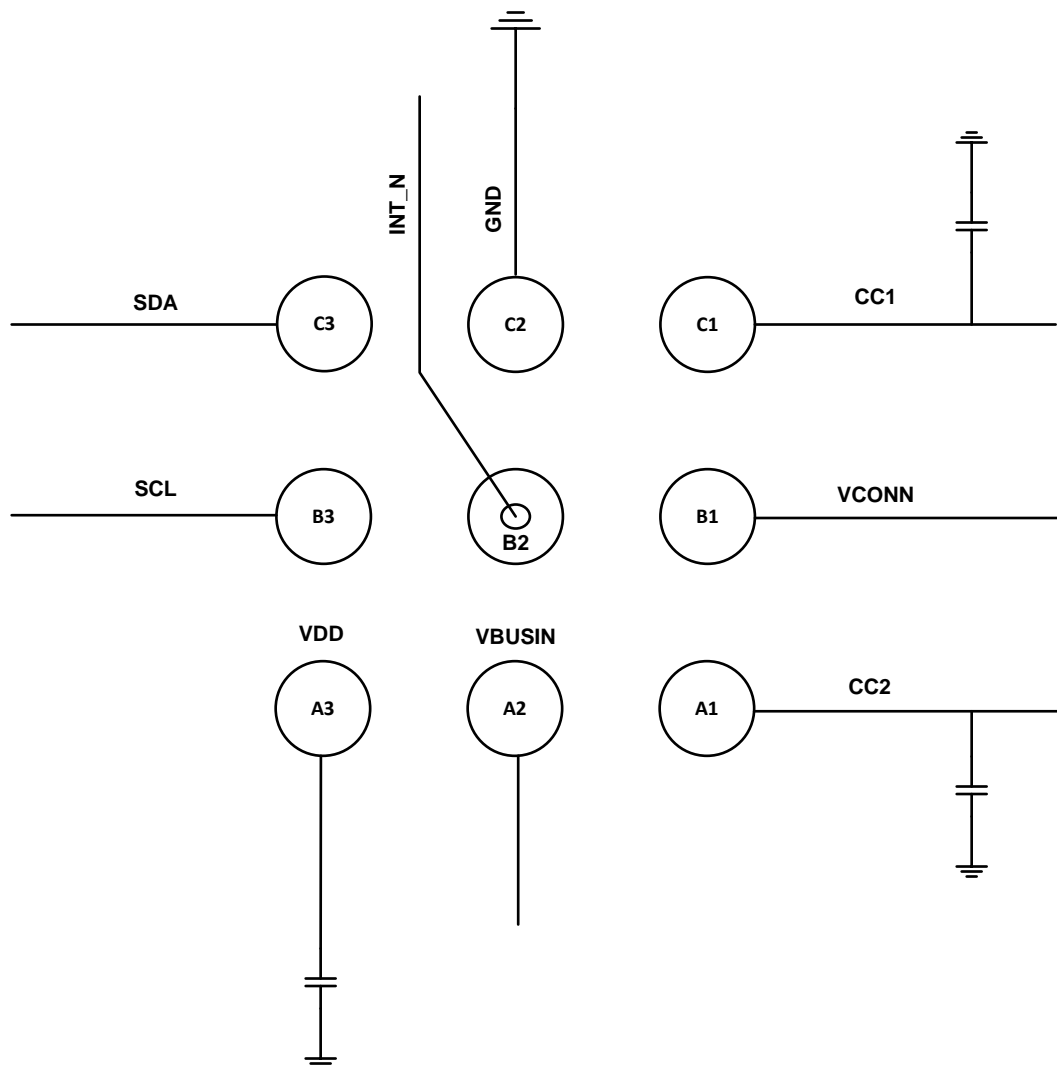 INT_N
GND
SDA
C3
C2
C1
CC1
SCL
B3
B2
B1
VCONN
VDD
VBUSIN
A3
A2
A1
CC2